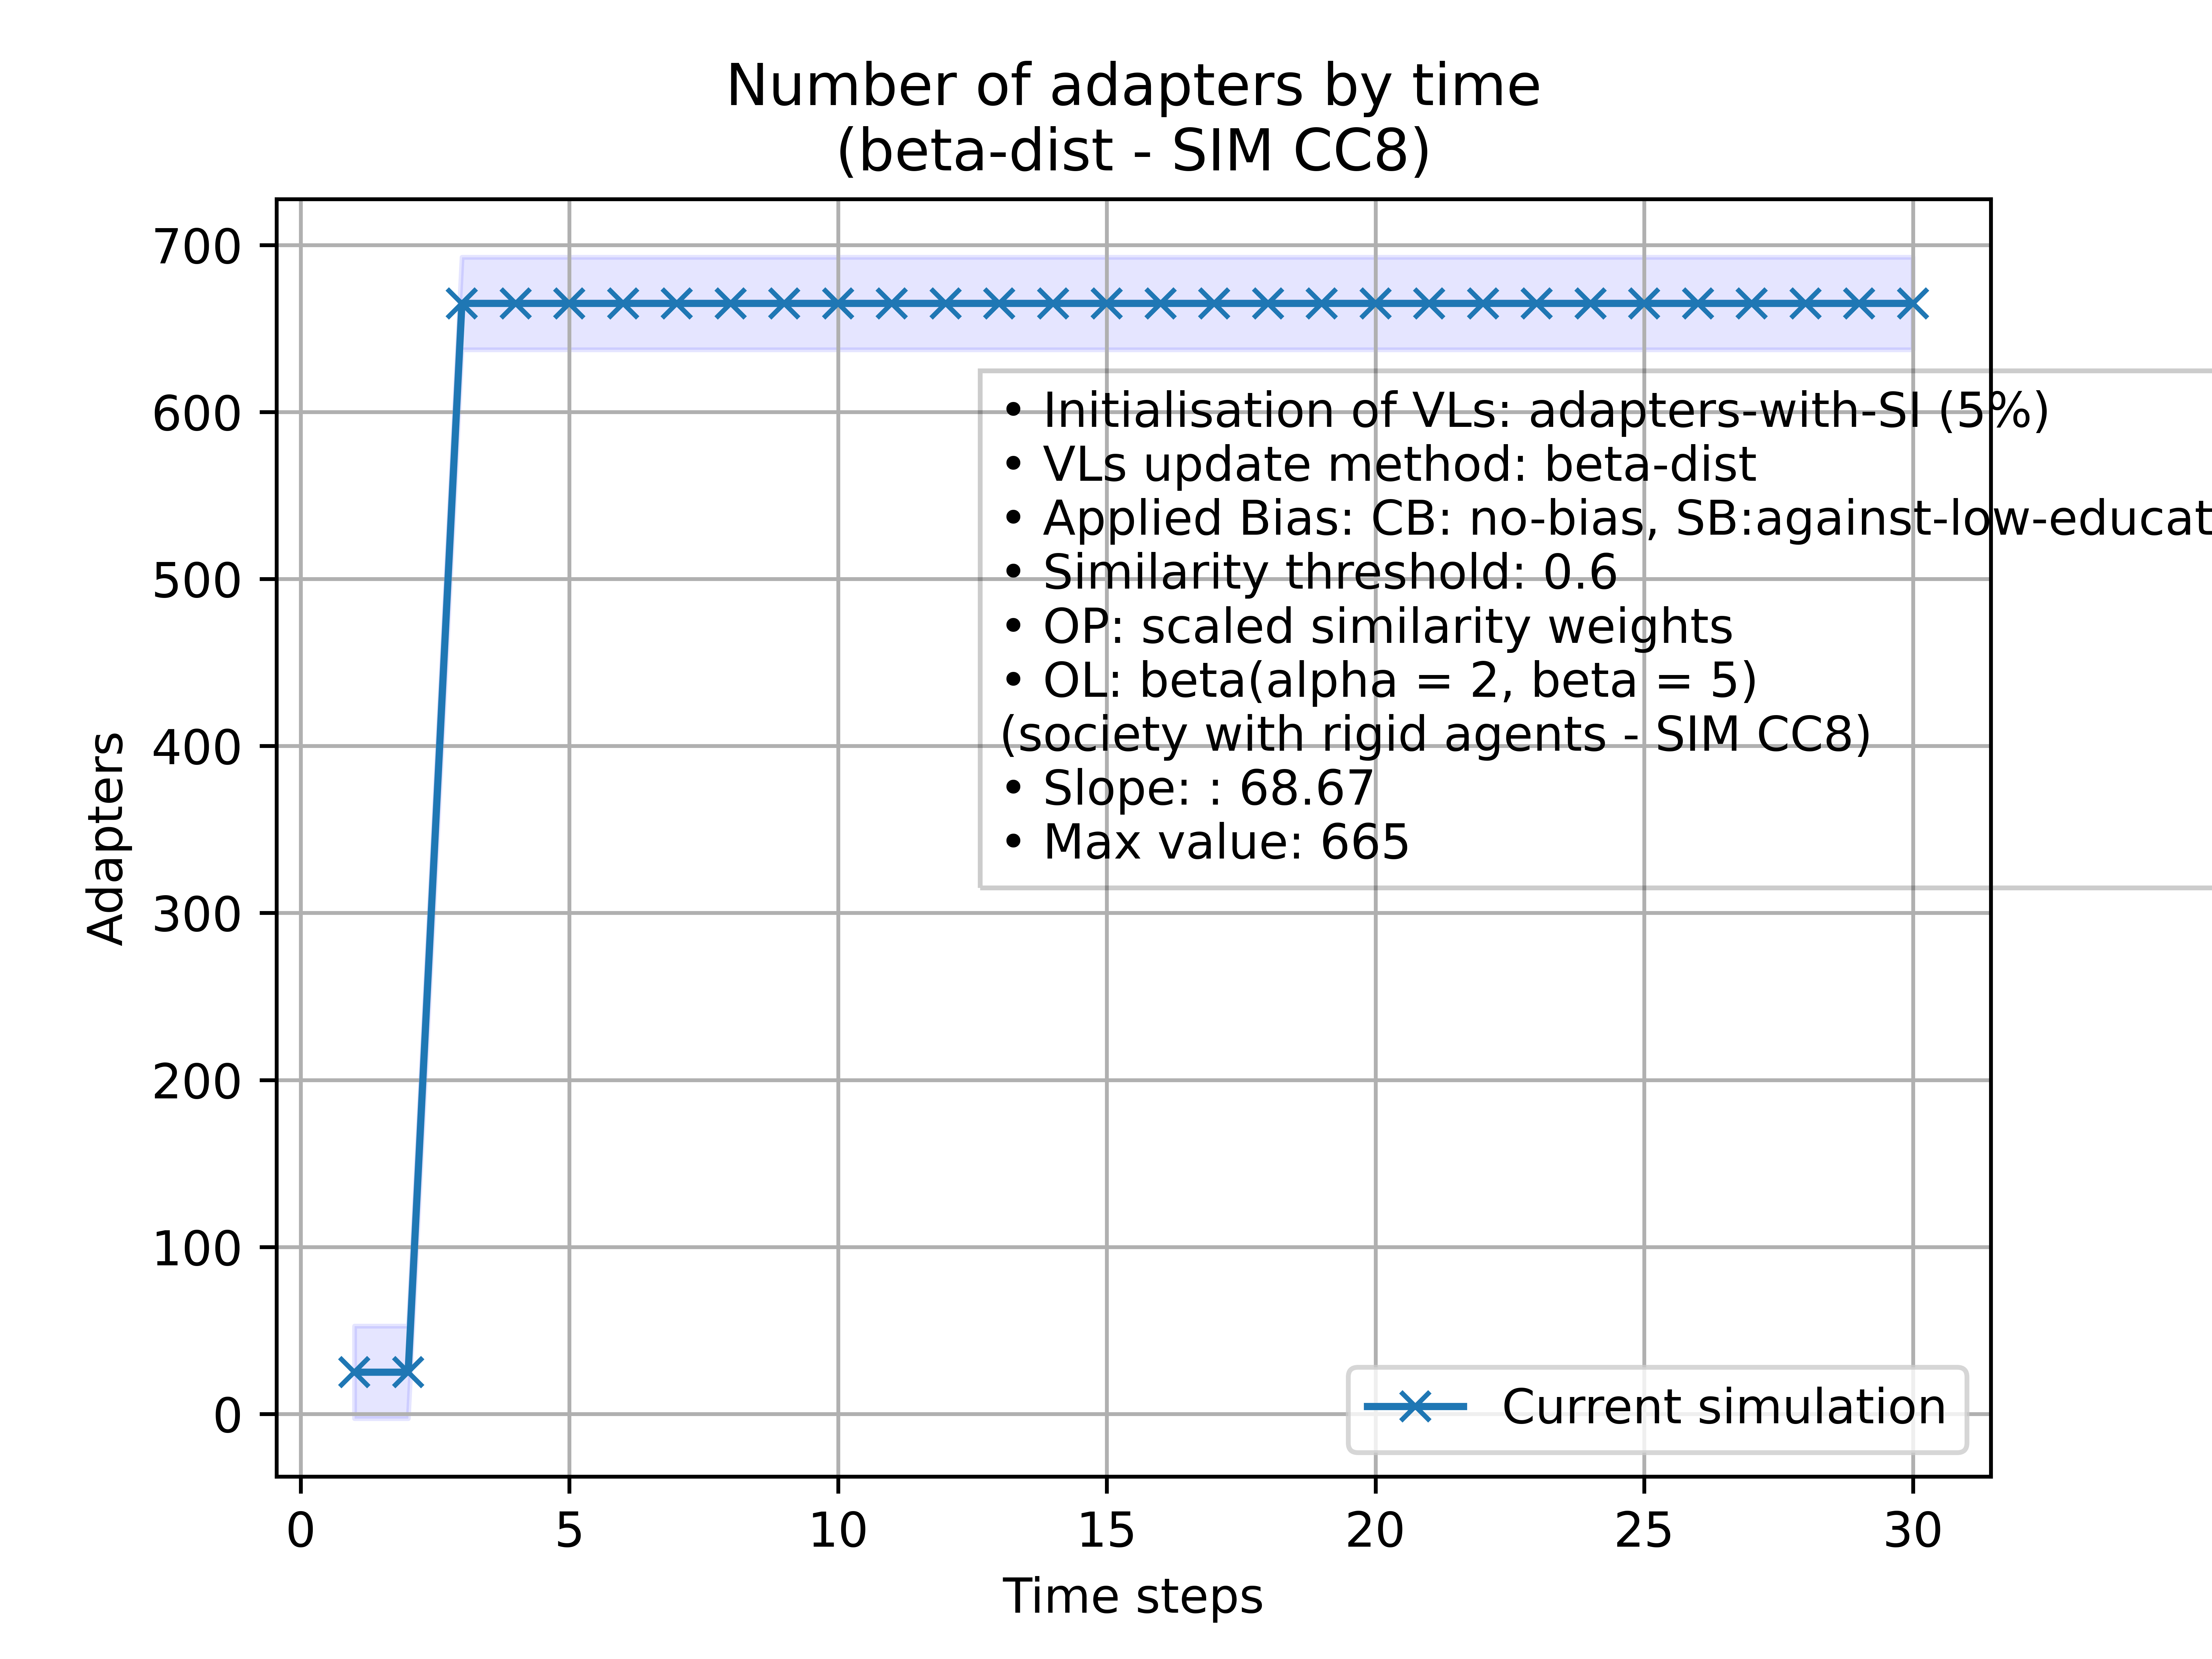 Number of adapters by time
(beta-dist - SIM CC8)
700
600
500
400
300
200
100
0
Adapters
• Initialisation of VLs: adapters-with-SI (5%)
• VLs update method: beta-dist
• Applied Bias: CB: no-bias, SB:against-low-educat
• Similarity threshold: 0.6
• OP: scaled similarity weights
• OL: beta(alpha = 2, beta = 5)
(society with rigid agents - SIM CC8)
• Slope: : 68.67
• Max value: 665
Current simulation
0 5 10 15 20 25 30
Time steps